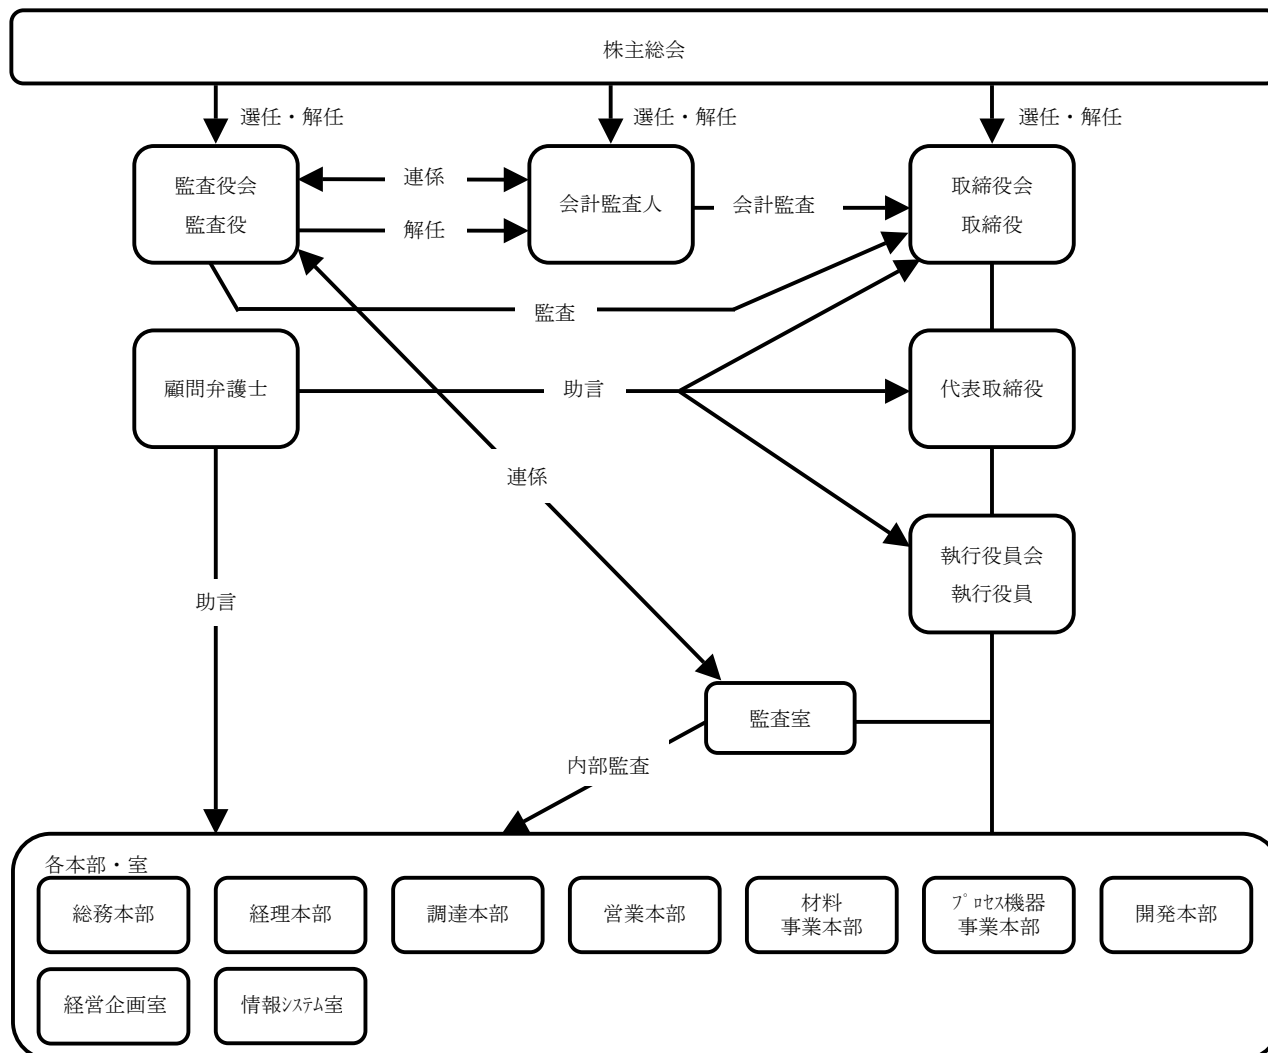 株主総会
選任・解任
選任・解任
選任・解任
監査役会
監査役
連係
解任
会計監査人
会計監査
取締役会
取締役
監査
顧問弁護士
助言
代表取締役
連係
執行役員会
執行役員
助言
監査室
内部監査
各本部・室
総務本部
経理本部
調達本部
営業本部
材料
事業本部
ﾌﾟﾛｾｽ機器
事業本部
開発本部
経営企画室
情報ｼｽﾃﾑ室